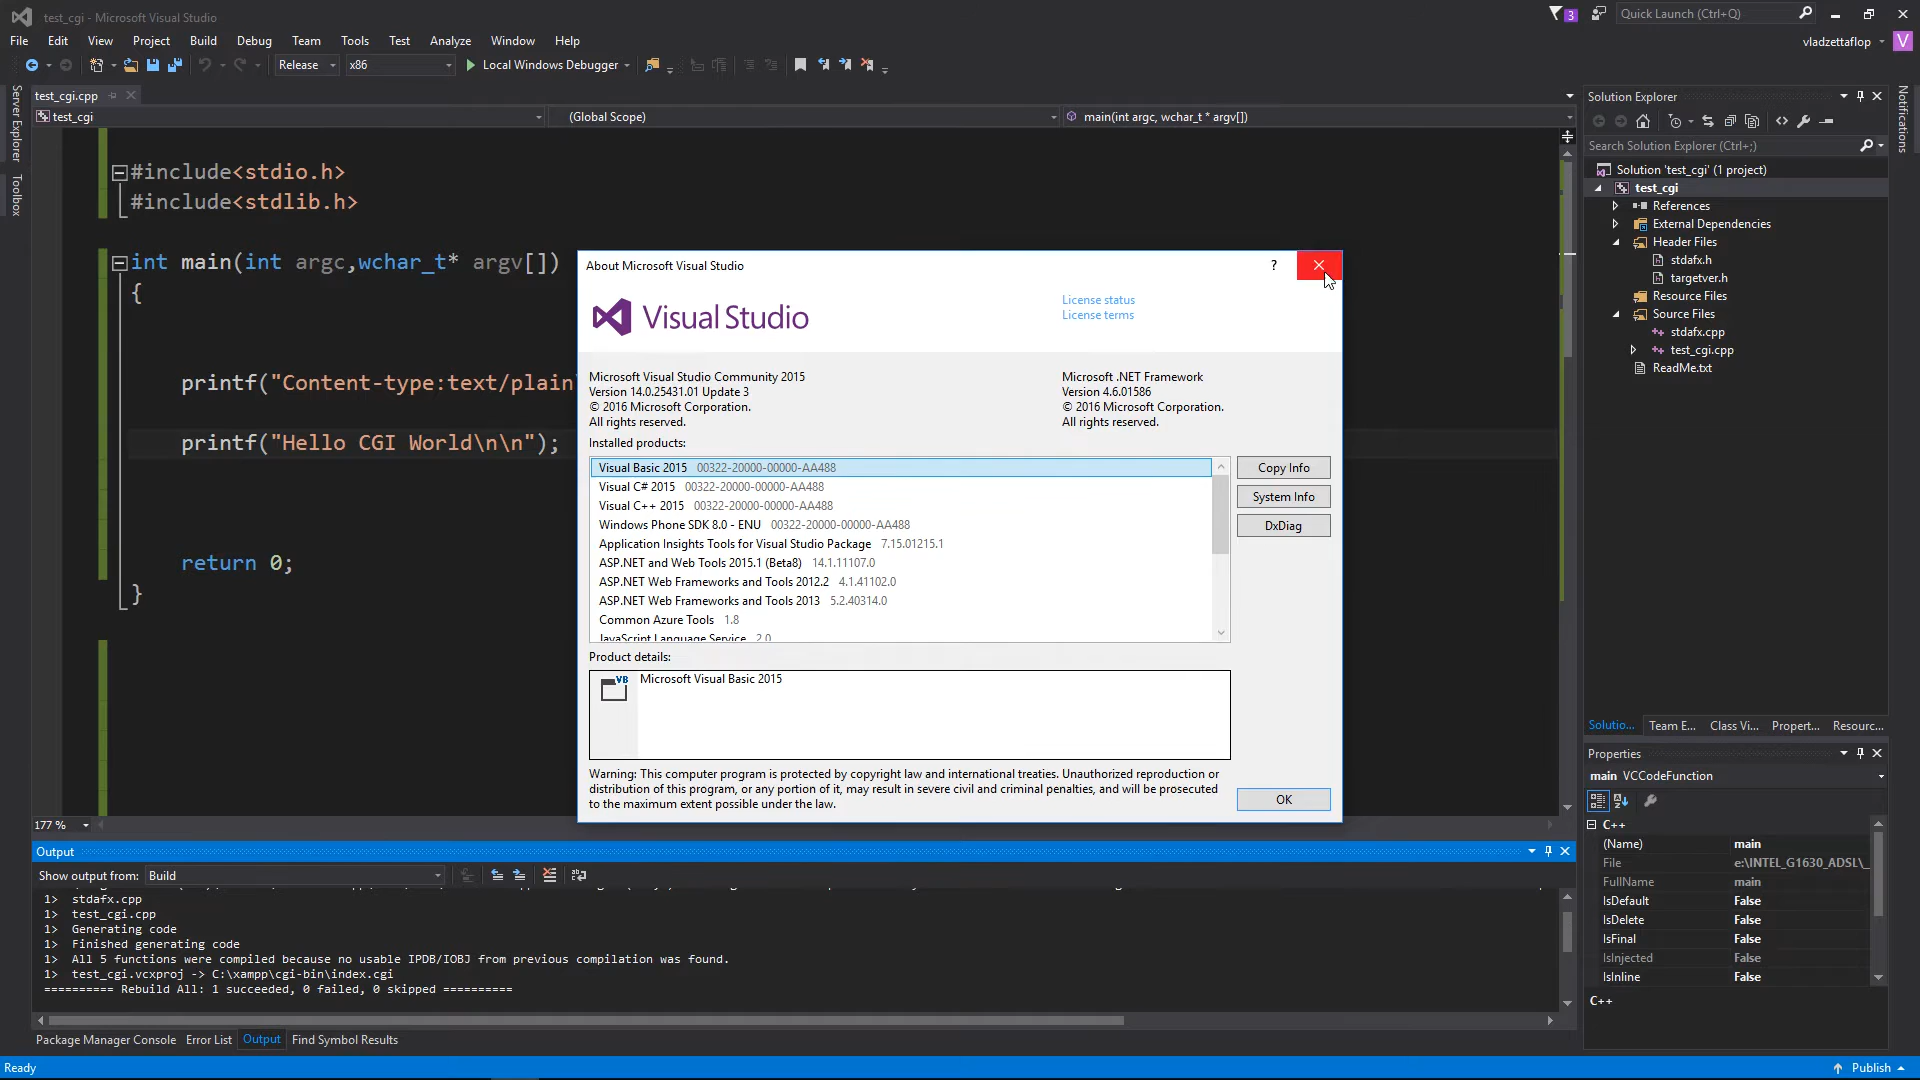 test_cgi - Microsoft Visual Studio
3
Quick Launch (Ctrl+Q)
File Edit View Project Build Debug Team Tools Test Analyze Window Help
vladzettaflop
V
Release
x86
Local Windows Debugger
Server Explorer
Toolbox
Notifications
test_cgi.cpp
test_cgi
(Global Scope)
main(int argc, wchar_t * argv[])
#include<stdio.h>
#include<stdlib.h>
int main(int argc,wchar_t* argv[])
{
printf("Content-type:text/plain
printf("Hello CGI World\n\n");
return 0;
}
177 %
About Microsoft Visual Studio
?
Visual Studio
License status
License terms
Microsoft Visual Studio Community 2015
Version 14.0.25431.01 Update 3
© 2016 Microsoft Corporation.
All rights reserved.
Microsoft .NET Framework
Version 4.6.01586
© 2016 Microsoft Corporation.
All rights reserved.
Installed products:
Visual Basic 2015 00322-20000-00000-AA488
Visual C# 2015 00322-20000-00000-AA488
Visual C++ 2015 00322-20000-00000-AA488
Windows Phone SDK 8.0 - ENU 00322-20000-00000-AA488
Application Insights Tools for Visual Studio Package 7.15.01215.1
ASP.NET and Web Tools 2015.1 (Beta8) 14.1.11107.0
ASP.NET Web Frameworks and Tools 2012.2 4.1.41102.0
ASP.NET Web Frameworks and Tools 2013 5.2.40314.0
Common Azure Tools 1.8
JavaScript Language Service 2.0
Copy Info
System Info
DxDiag
Product details:
VB
Microsoft Visual Basic 2015
Warning: This computer program is protected by copyright law and international treaties. Unauthorized reproduction or
distribution of this program, or any portion of it, may result in severe civil and criminal penalties, and will be prosecuted
to the maximum extent possible under the law.
OK
Solution Explorer
Search Solution Explorer (Ctrl+;)
Solution 'test_cgi' (1 project)
test_cgi
References
External Dependencies
Header Files
stdafx.h
targetver.h
Resource Files
Source Files
stdafx.cpp
test_cgi.cpp
ReadMe.txt
Solutio... Team E... Class Vi... Propert... Resourc...
Properties
main VCCodeFunction
C++
(Name) main
File e:\INTEL_G1630_ADSL\_
FullName main
IsDefault False
IsDelete False
IsFinal False
IsInjected False
IsInline False
C++
Output
Show output from: Build
1> stdafx.cpp
1> test_cgi.cpp
1> Generating code
1> Finished generating code
1> All 5 functions were compiled because no usable IPDB/IOBJ from previous compilation was found.
1> test_cgi.vcxproj -> C:\xampp\cgi-bin\index.cgi
========== Rebuild All: 1 succeeded, 0 failed, 0 skipped ==========
Package Manager Console Error List Output Find Symbol Results
Ready
Publish